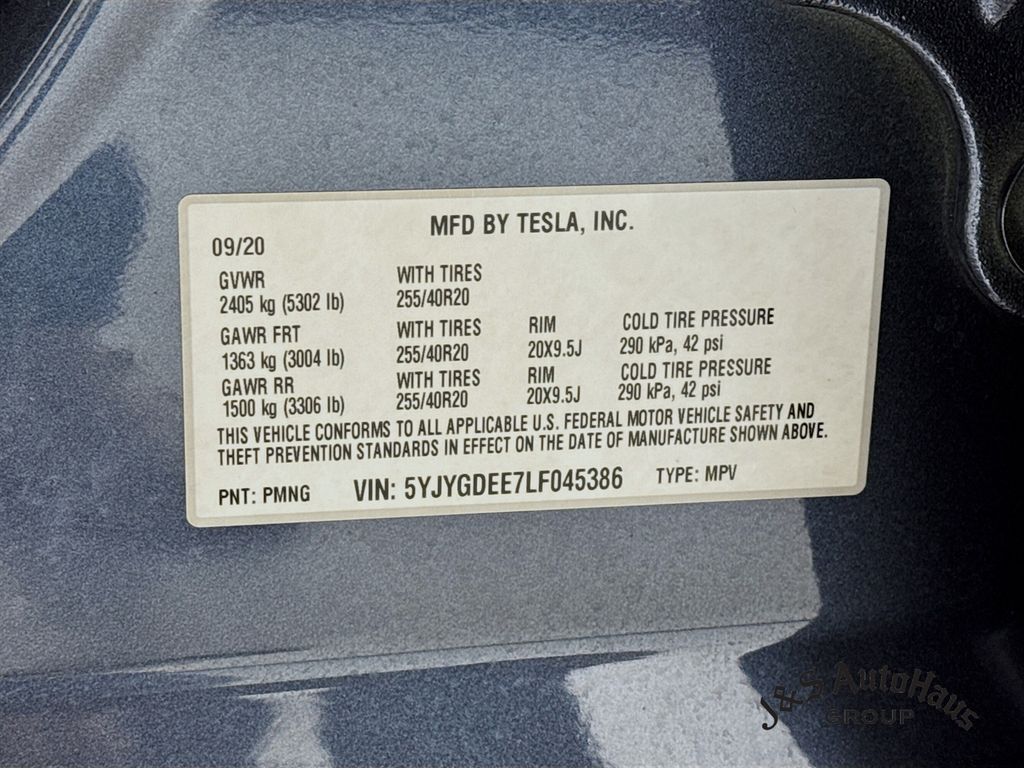 MFD BY TESLA, INC.
09/20
GVWR WITH TIRES
2405 kg (5302 lb) 255/40R20
GAWR FRT WITH TIRES RIM COLD TIRE PRESSURE
1363 kg (3004 lb) 255/40R20 20X9.5J 290 kPa, 42 psi
GAWR RR WITH TIRES RIM COLD TIRE PRESSURE
1500 kg (3306 lb) 255/40R20 20X9.5J 290 kPa, 42 psi
THIS VEHICLE CONFORMS TO ALL APPLICABLE U.S. FEDERAL MOTOR VEHICLE SAFETY AND
THEFT PREVENTION STANDARDS IN EFFECT ON THE DATE OF MANUFACTURE SHOWN ABOVE.
PNT: PMNG VIN: 5YJYGDEE7LF045386 TYPE: MPV
J&S AutoHaus
GROUP